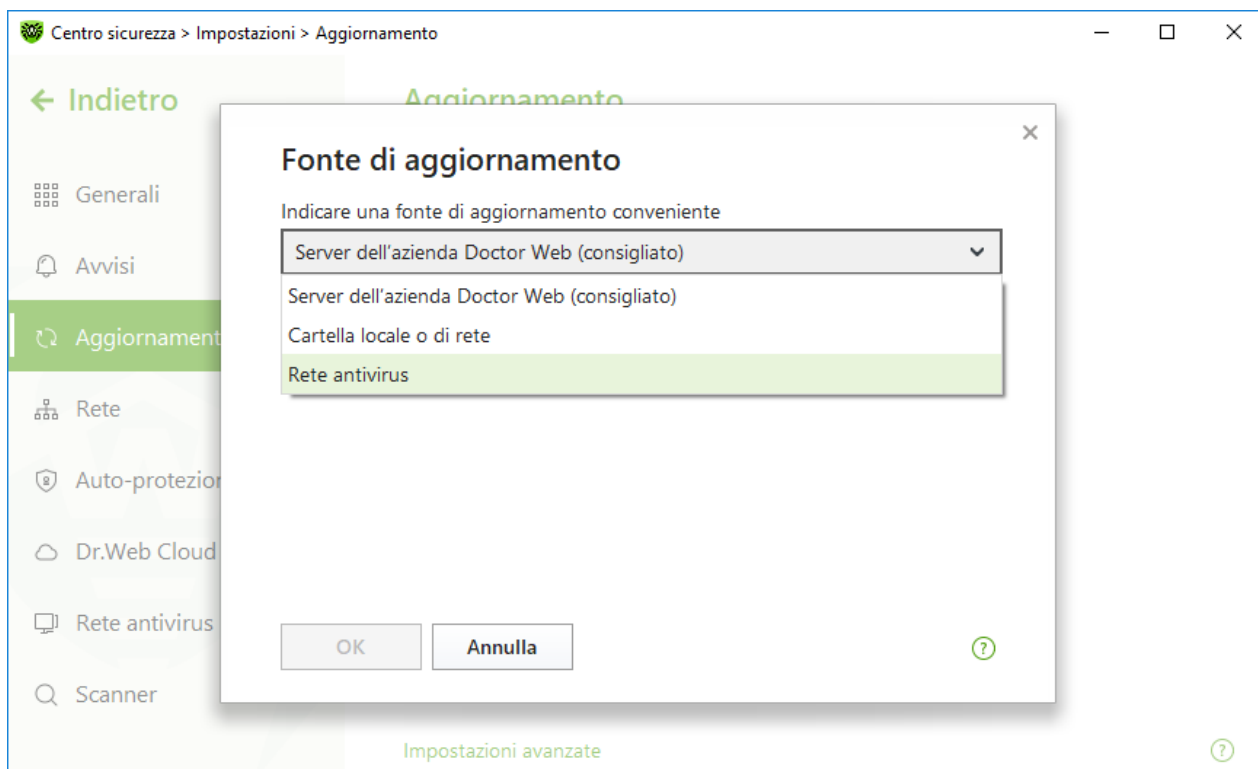 Centro sicurezza > Impostazioni > Aggiornamento
Indietro
Aggiornamento
Generali
Avvisi
Aggiornament
Rete
Auto-protezion
Dr.Web Cloud
Rete antivirus
Scanner
Fonte di aggiornamento
Indicare una fonte di aggiornamento conveniente
Server dell'azienda Doctor Web (consigliato)
Server dell'azienda Doctor Web (consigliato)
Cartella locale o di rete
Rete antivirus
OK
Annulla
?
Impostazioni avanzate
?